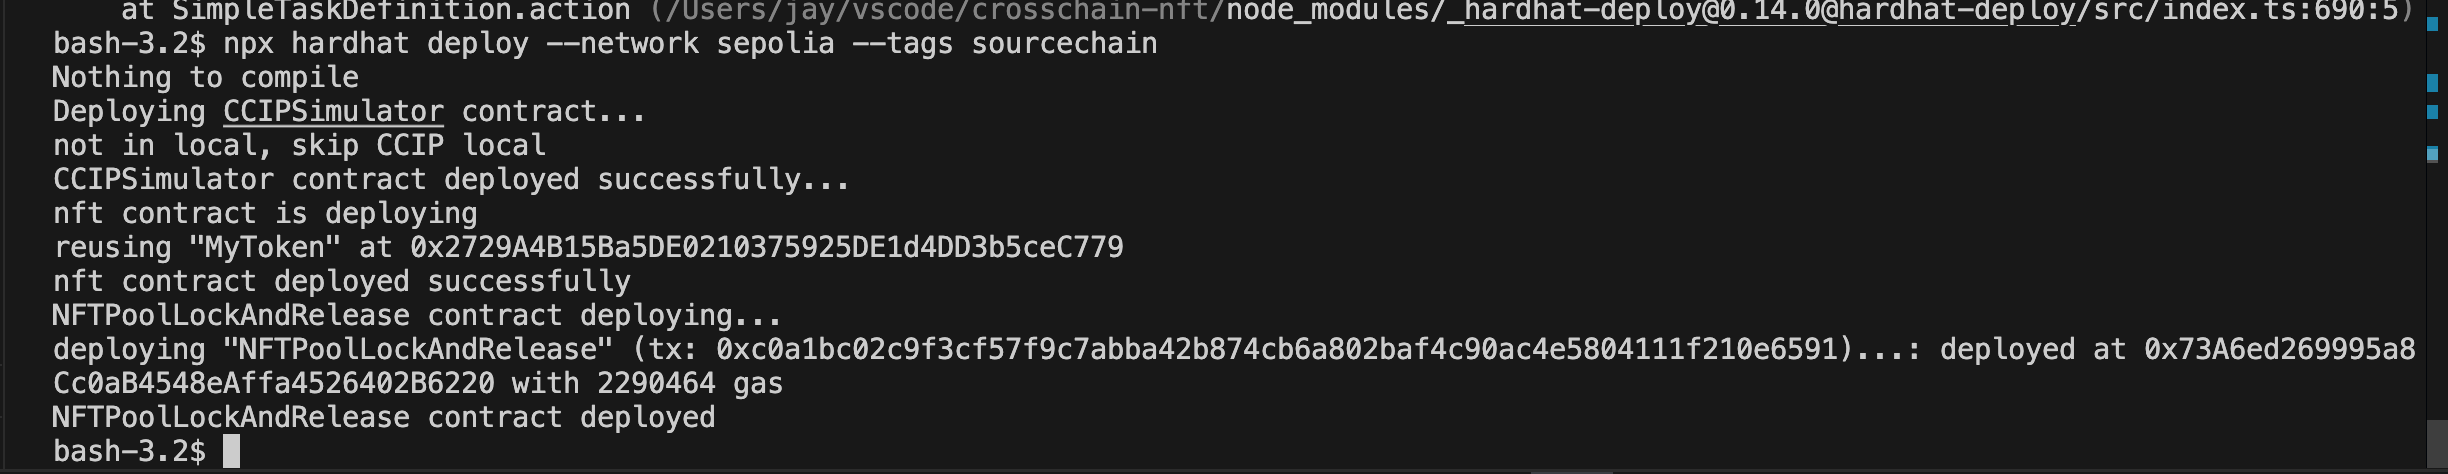 at SimpleTaskDefinition.action (/Users/jay/vscode/crosschain-nft/node_modules/_hardhat-deploy@0.14.0@hardhat-deploy/src/index.ts:690:5)
bash-3.2$ npx hardhat deploy --network sepolia --tags sourcechain
Nothing to compile
Deploying CCIPSimulator contract...
not in local, skip CCIP local
CCIPSimulator contract deployed successfully...
nft contract is deploying
reusing "MyToken" at 0x2729A4B15Ba5DE0210375925DE1d4DD3b5ceC779
nft contract deployed successfully
NFTPoolLockAndRelease contract deploying...
deploying "NFTPoolLockAndRelease" (tx: 0xc0a1bc02c9f3cf57f9c7abba42b874cb6a802baf4c90ac4e5804111f210e6591)...: deployed at 0x73A6ed269995a8
Cc0aB4548eAffa4526402B6220 with 2290464 gas
NFTPoolLockAndRelease contract deployed
bash-3.2$